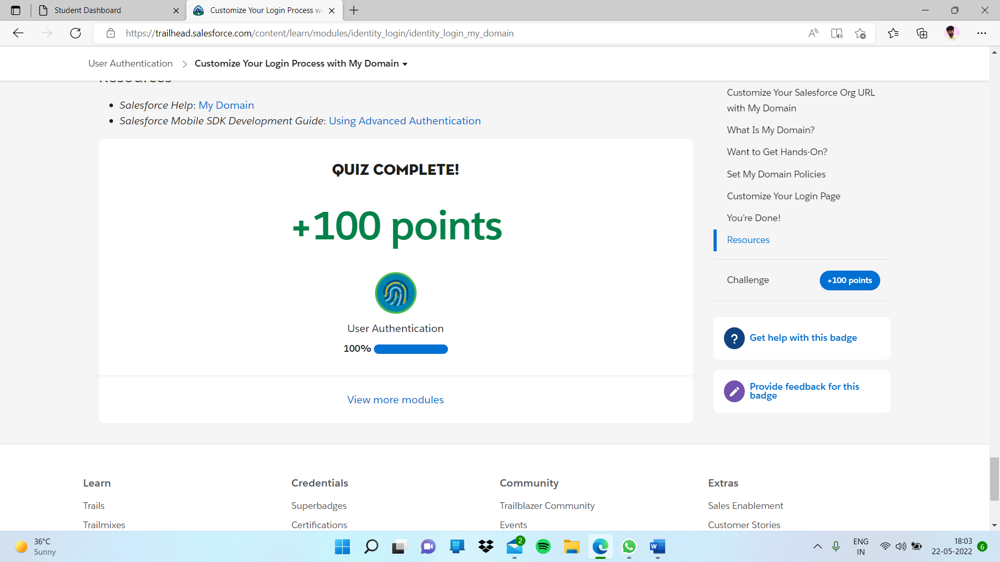 Student Dashboard
Customize Your Login Process wi
https://trailhead.salesforce.com/content/learn/modules/identity_login/identity_login_my_domain
User Authentication
Customize Your Login Process with My Domain
Resources
• Salesforce Help: My Domain
• Salesforce Mobile SDK Development Guide: Using Advanced Authentication
QUIZ COMPLETE!
+100 points
User Authentication
100%
View more modules
Customize Your Salesforce Org URL
with My Domain
What Is My Domain?
Want to Get Hands-On?
Set My Domain Policies
Customize Your Login Page
You’re Done!
Resources
Challenge
+100 points
?
Get help with this badge
Provide feedback for this
badge
Learn
Trails
Trailmixes
Credentials
Superbadges
Certifications
Community
Trailblazer Community
Events
Extras
Sales Enablement
Customer Stories
36°C
Sunny
2
W
ENG
IN
18:03
22-05-2022
6